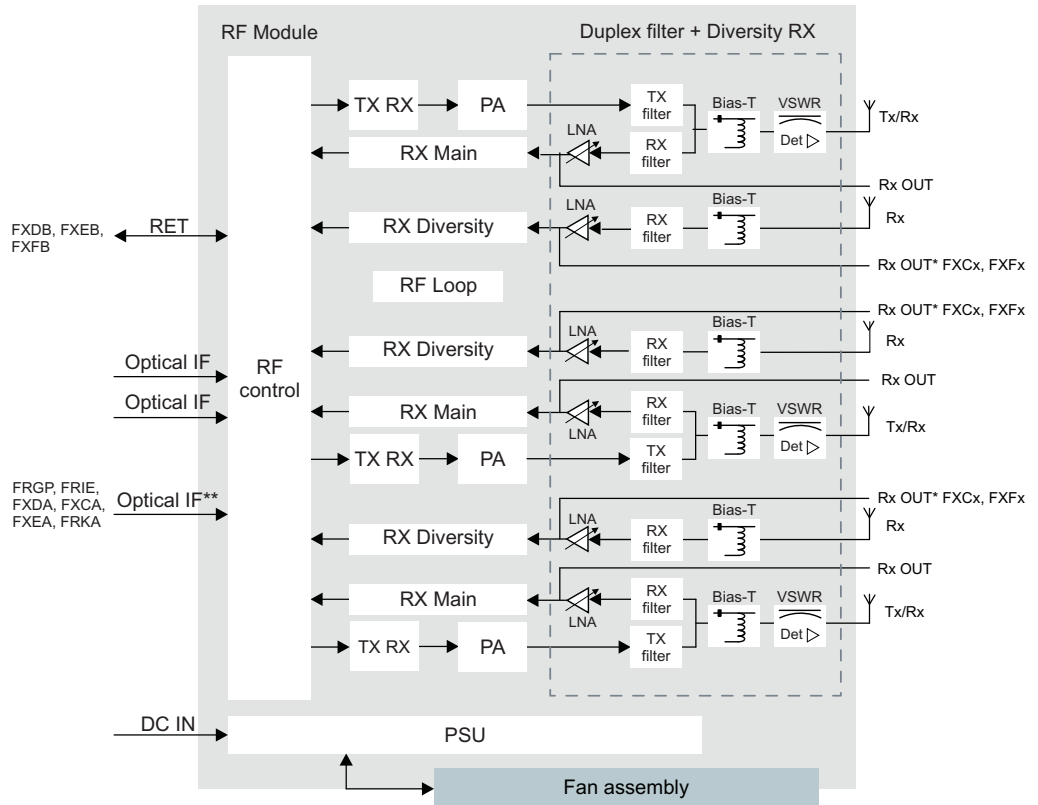 RF Module
Duplex filter + Diversity RX
TX RX
PA
TX
filter
Bias-T
VSWR
Det
Tx/Rx
LNA
RX Main
RX
filter
Rx OUT
FXDB, FXEB,
FXFB
RET
RX Diversity
LNA
RX
filter
Bias-T
Rx
RF Loop
Rx OUT* FXCx, FXFx
Rx OUT* FXCx, FXFx
RX Diversity
LNA
RX
filter
Bias-T
Rx
Optical IF
RF
control
Rx OUT
Optical IF
RX Main
LNA
RX
filter
Bias-T
VSWR
Det
Tx/Rx
TX RX
PA
TX
filter
FRGP, FRIE,
FXDA, FXCA,
FXEA, FRKA
Optical IF**
Rx OUT* FXCx, FXFx
RX Diversity
LNA
RX
filter
Bias-T
Rx
Rx OUT
RX Main
LNA
RX
filter
Bias-T
VSWR
Det
Tx/Rx
TX RX
PA
TX
filter
DC IN
PSU
Fan assembly